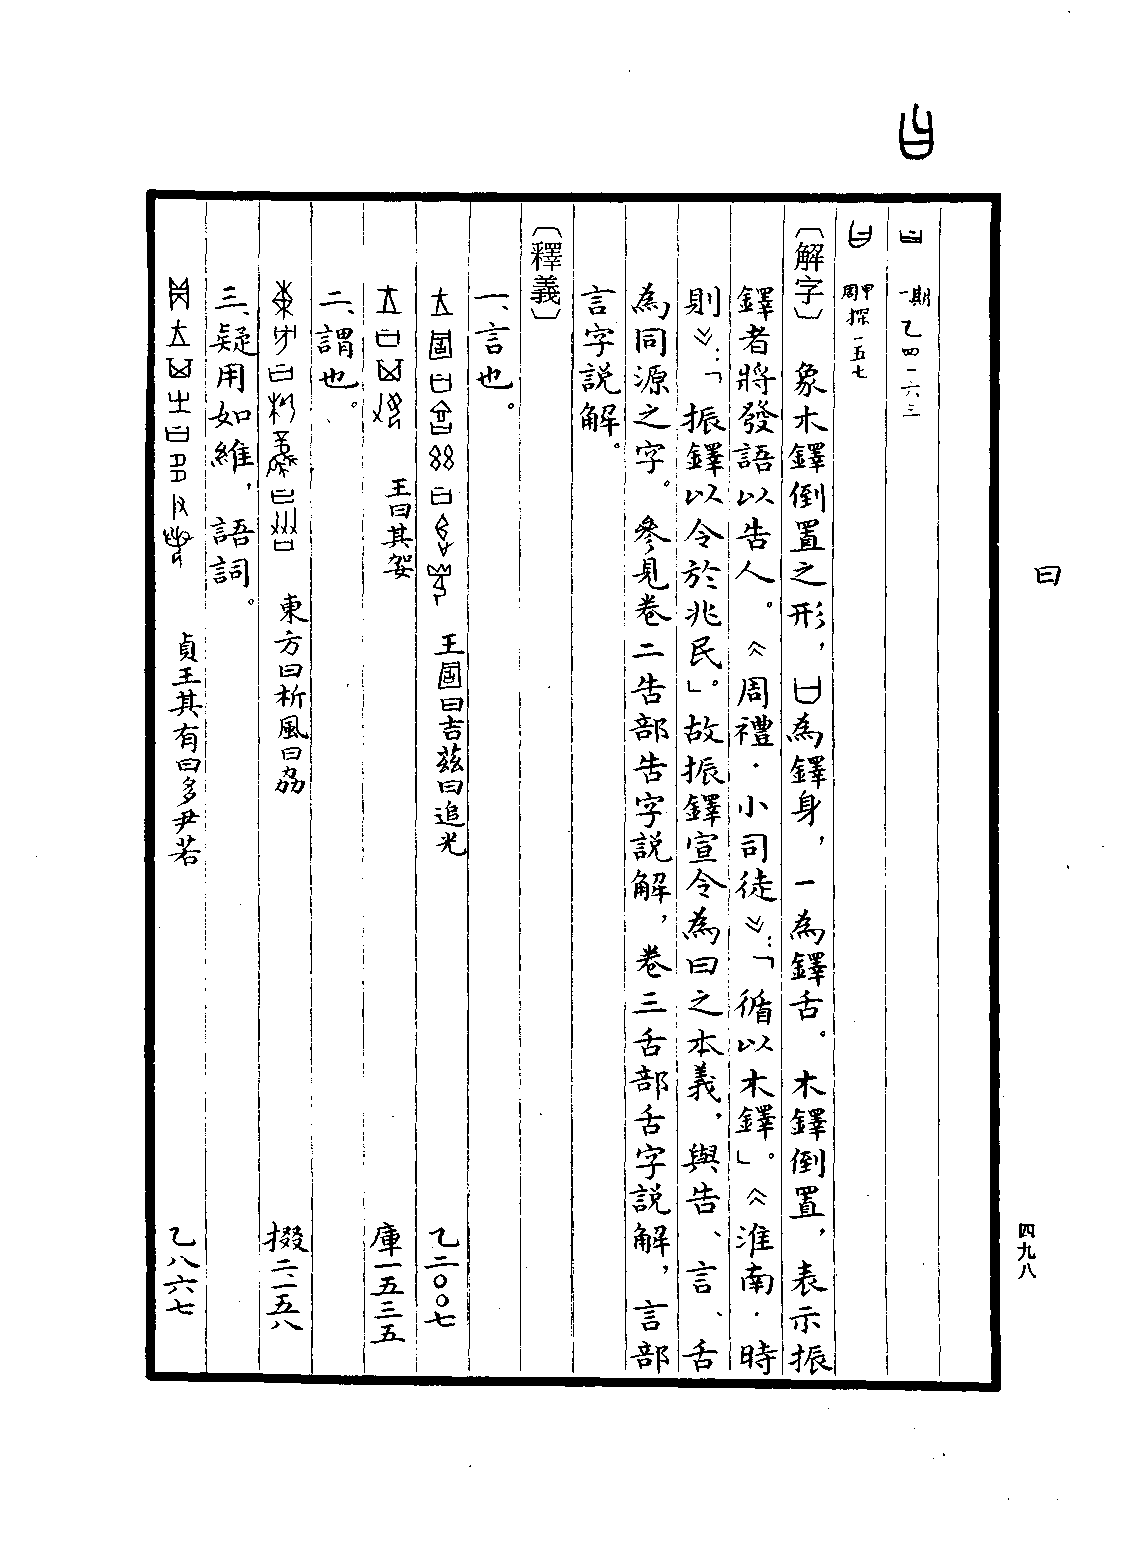 曰
四九八
一期 乙四一六三
周甲 探一五七
〔解字〕 象木鐸倒置之形，為鐸身，一為鐸舌。木鐸倒置，表示振
鐸者將發語以告人。《周禮·小司徒》：「循以木鐸」。《淮南·時
則》：「振鐸以令於兆民」。故振鐸宣令為曰之本義，與告、言、舌
為同源之字。參見卷二告部告字說解，卷三舌部舌字說解，言部
言字說解。
〔釋義〕
一、言也。
王固曰吉茲曰追光 乙二〇〇七
王曰其 庫一五三五
二、謂也。
東方曰析風曰劦 掇二、一五八
三、疑用如維，語詞。
貞王其有曰多尹若 乙八六七